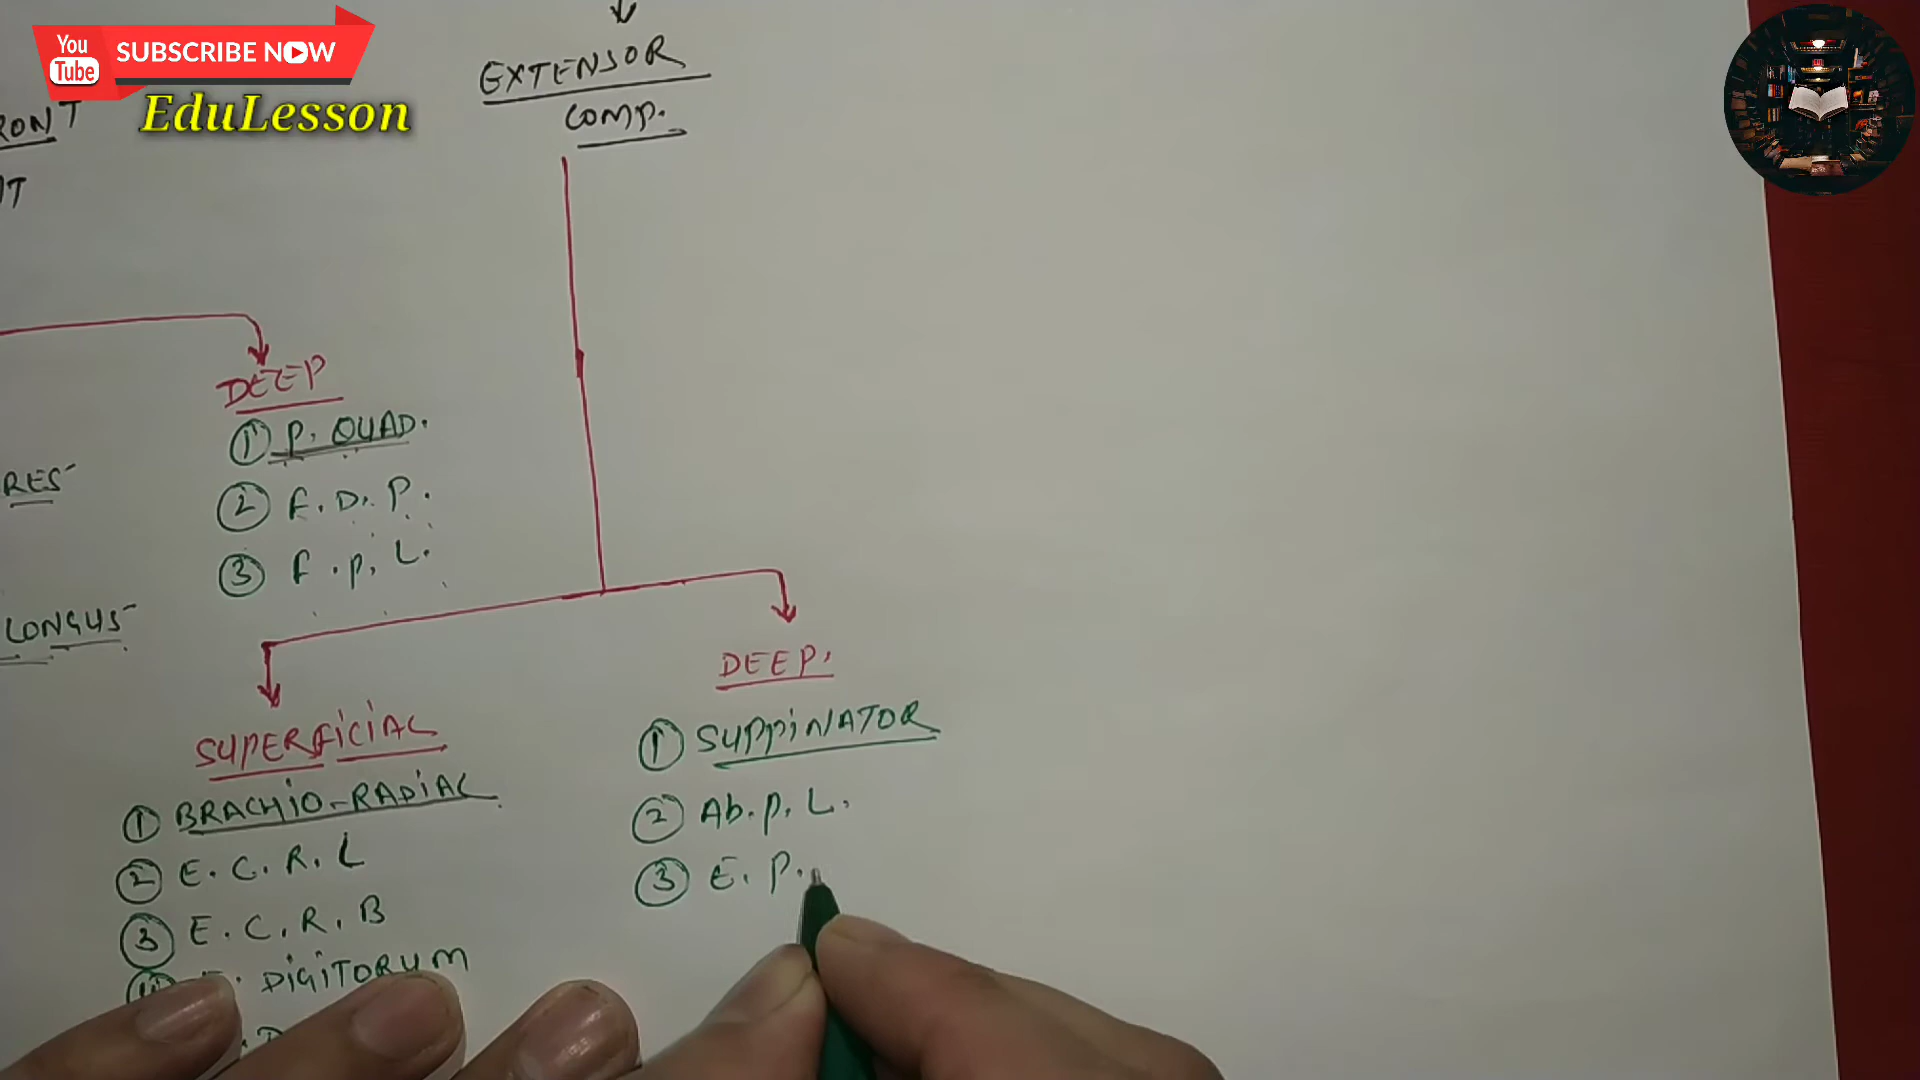 You
Tube
SUBSCRIBE NOW
EduLesson
EXTENSOR
COMP.
RONT
NT
DEEP
① P. QUAD.
② F. D. P.
③ F. P. L.
RES
LONGUS
SUPERFICIAL
① BRACHIO-RADIAL
② E. C. R. L
③ E. C. R. B
DIGITORUM
DEEP.
① SUPPINATOR
② Ab. P. L.
③ E. P.